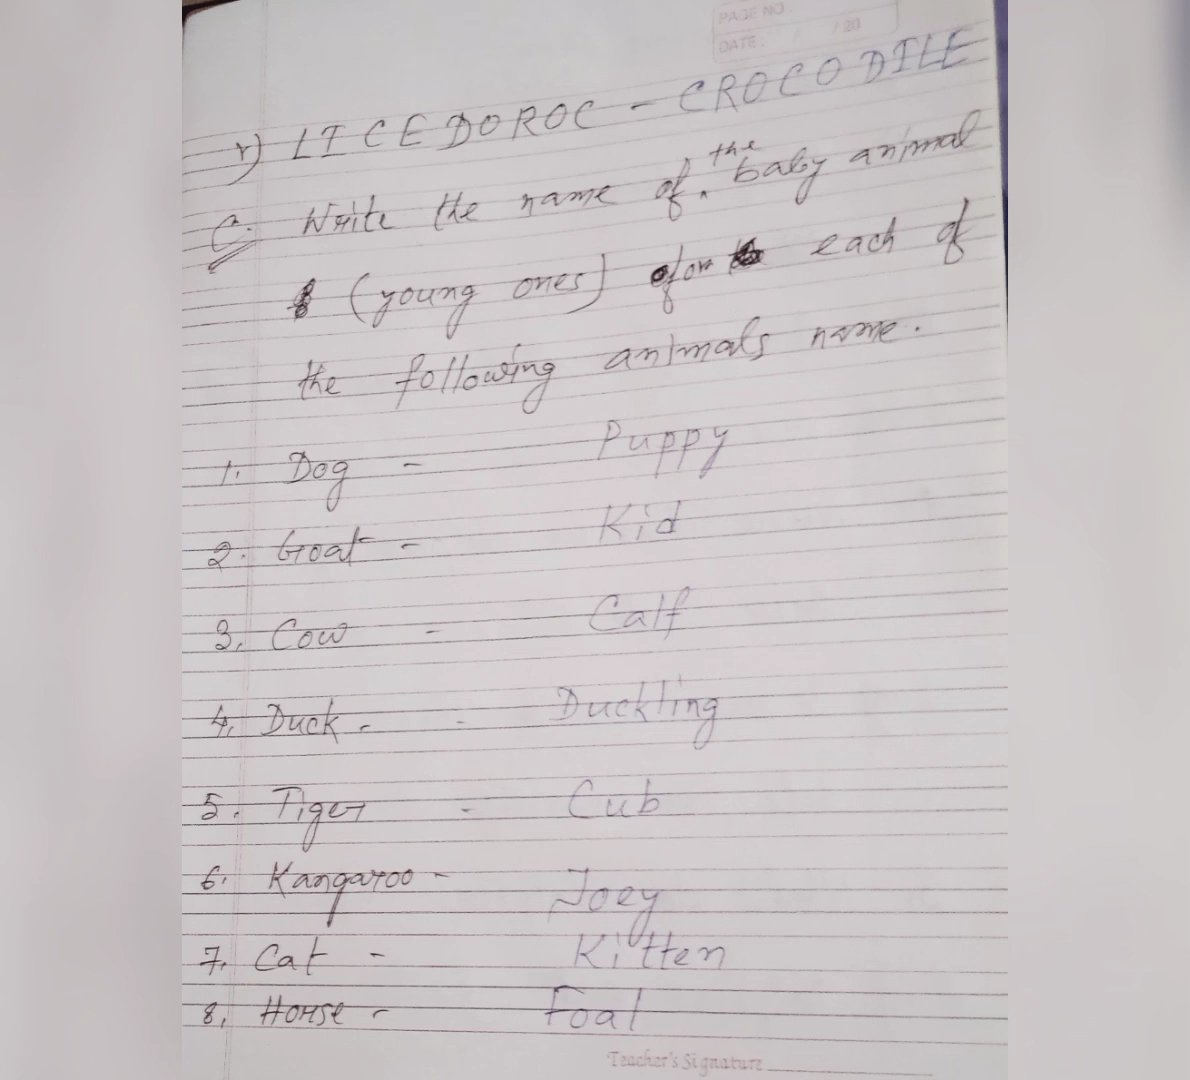 PAGE NO.
DATE: / /20
r) LICEDOROC - CROCODILE
C. Write the name of the baby animal
(young ones) for each of
the following animals name.
1. Dog - Puppy
2. Goat - Kid
3. Cow - Calf
4. Duck - - Duckling
5. Tiger - Cub
6. Kangaroo - Joey
7. Cat - Kitten
8. Horse - Foal
Teacher's Signature